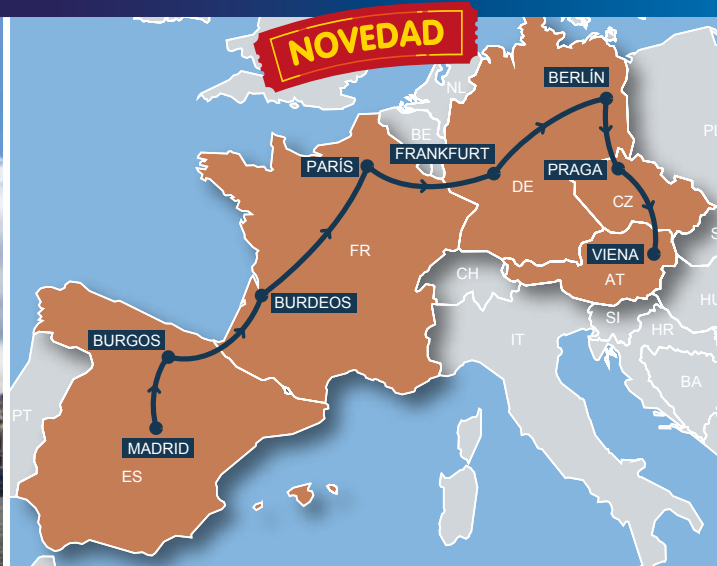 NOVEDAD
BERLÍN
NL
PL
BE
FRANKFURT
PARÍS
PRAGA
DE
CZ
FR
VIENA
CH
AT
BURDEOS
SI
HR
BURGOS
IT
BA
PT
MADRID
ES